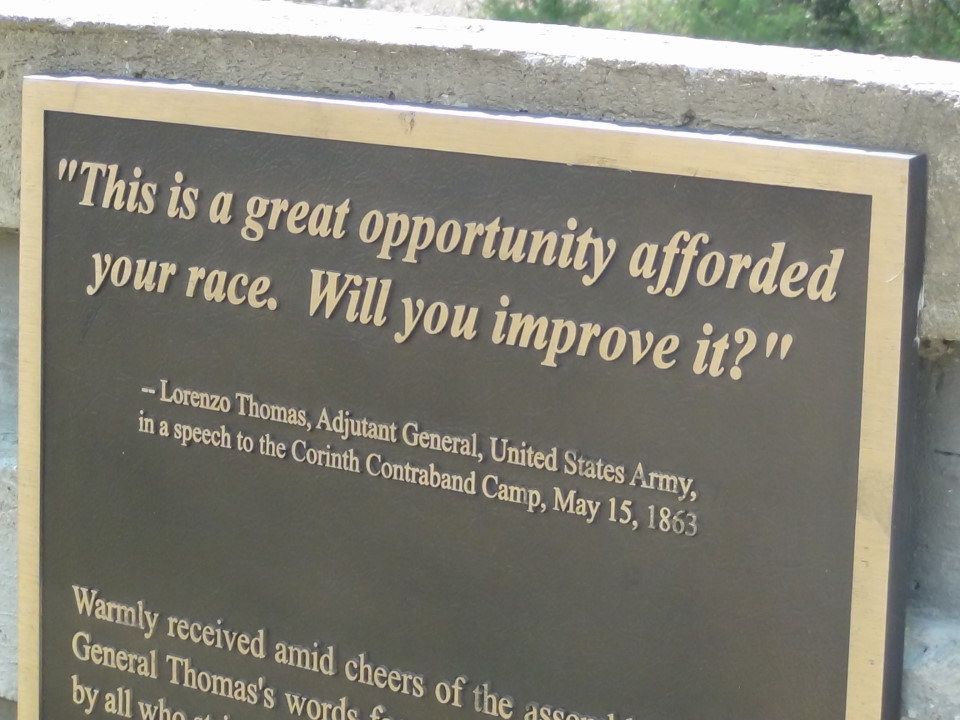 "This is a great opportunity afforded
your race. Will you improve it?"
-- Lorenzo Thomas, Adjutant General, United States Army,
in a speech to the Corinth Contraband Camp, May 15, 1863
Warmly received amid cheers of the
General Thomas's words
by all who